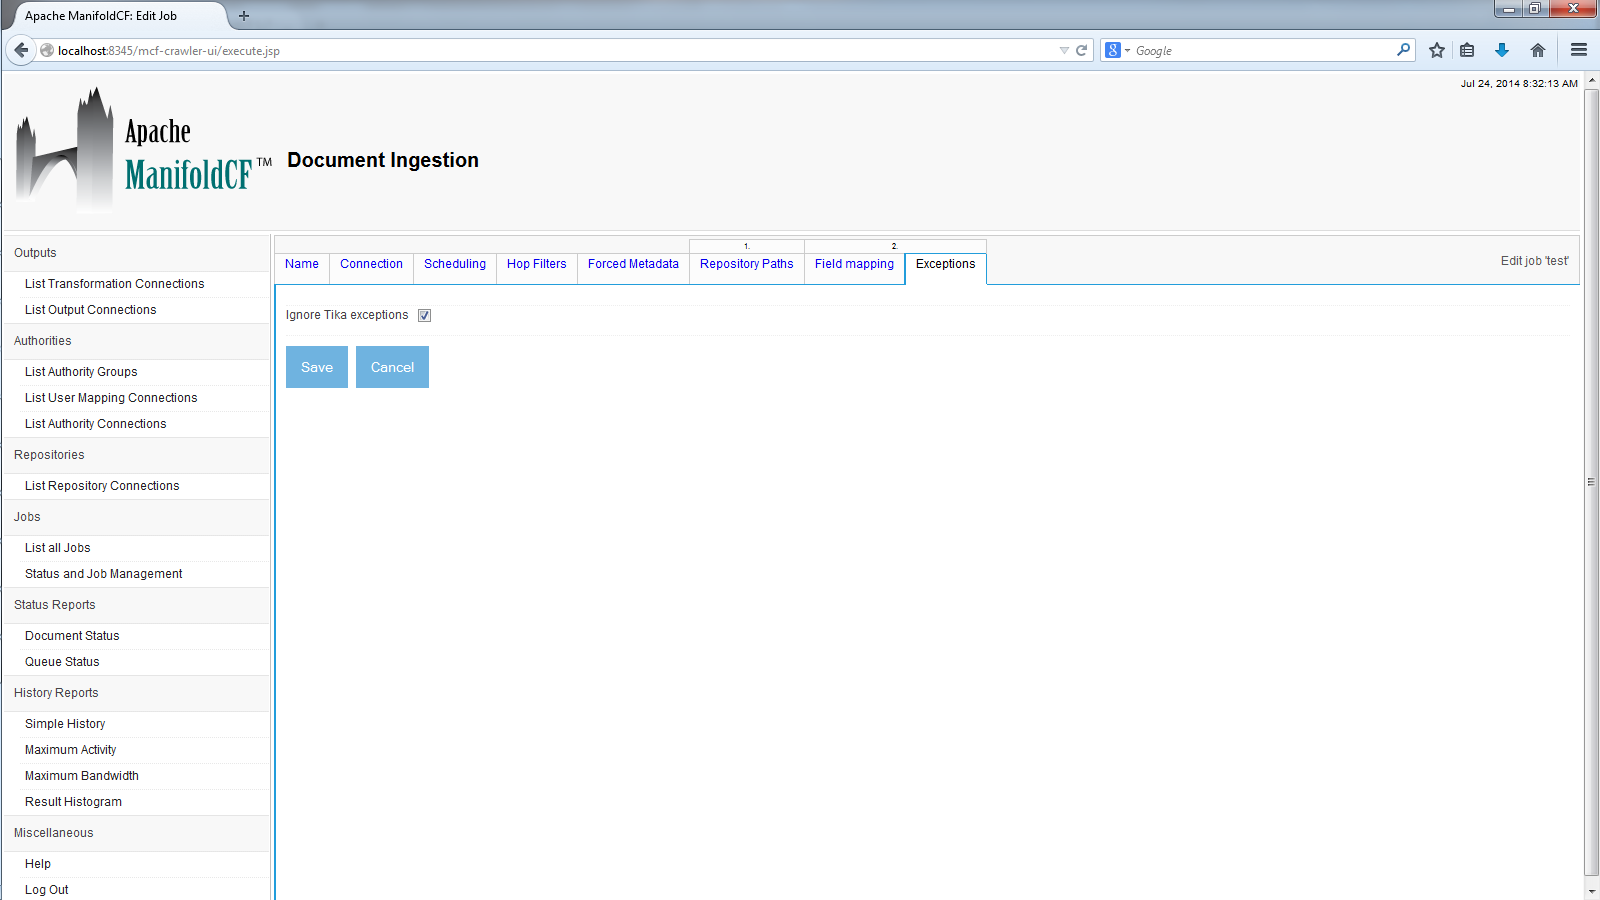 Apache ManifoldCF: Edit Job
localhost:8345/mcf-crawler-ui/execute.jsp
8 Google
Jul 24, 2014 8:32:13 AM
Apache
ManifoldCF™
Document Ingestion
Outputs
List Transformation Connections
List Output Connections
Authorities
List Authority Groups
List User Mapping Connections
List Authority Connections
Repositories
List Repository Connections
Jobs
List all Jobs
Status and Job Management
Status Reports
Document Status
Queue Status
History Reports
Simple History
Maximum Activity
Maximum Bandwidth
Result Histogram
Miscellaneous
Help
Log Out
1. 2.
Name Connection Scheduling Hop Filters Forced Metadata Repository Paths Field mapping Exceptions
Edit job 'test'
Ignore Tika exceptions
Save Cancel